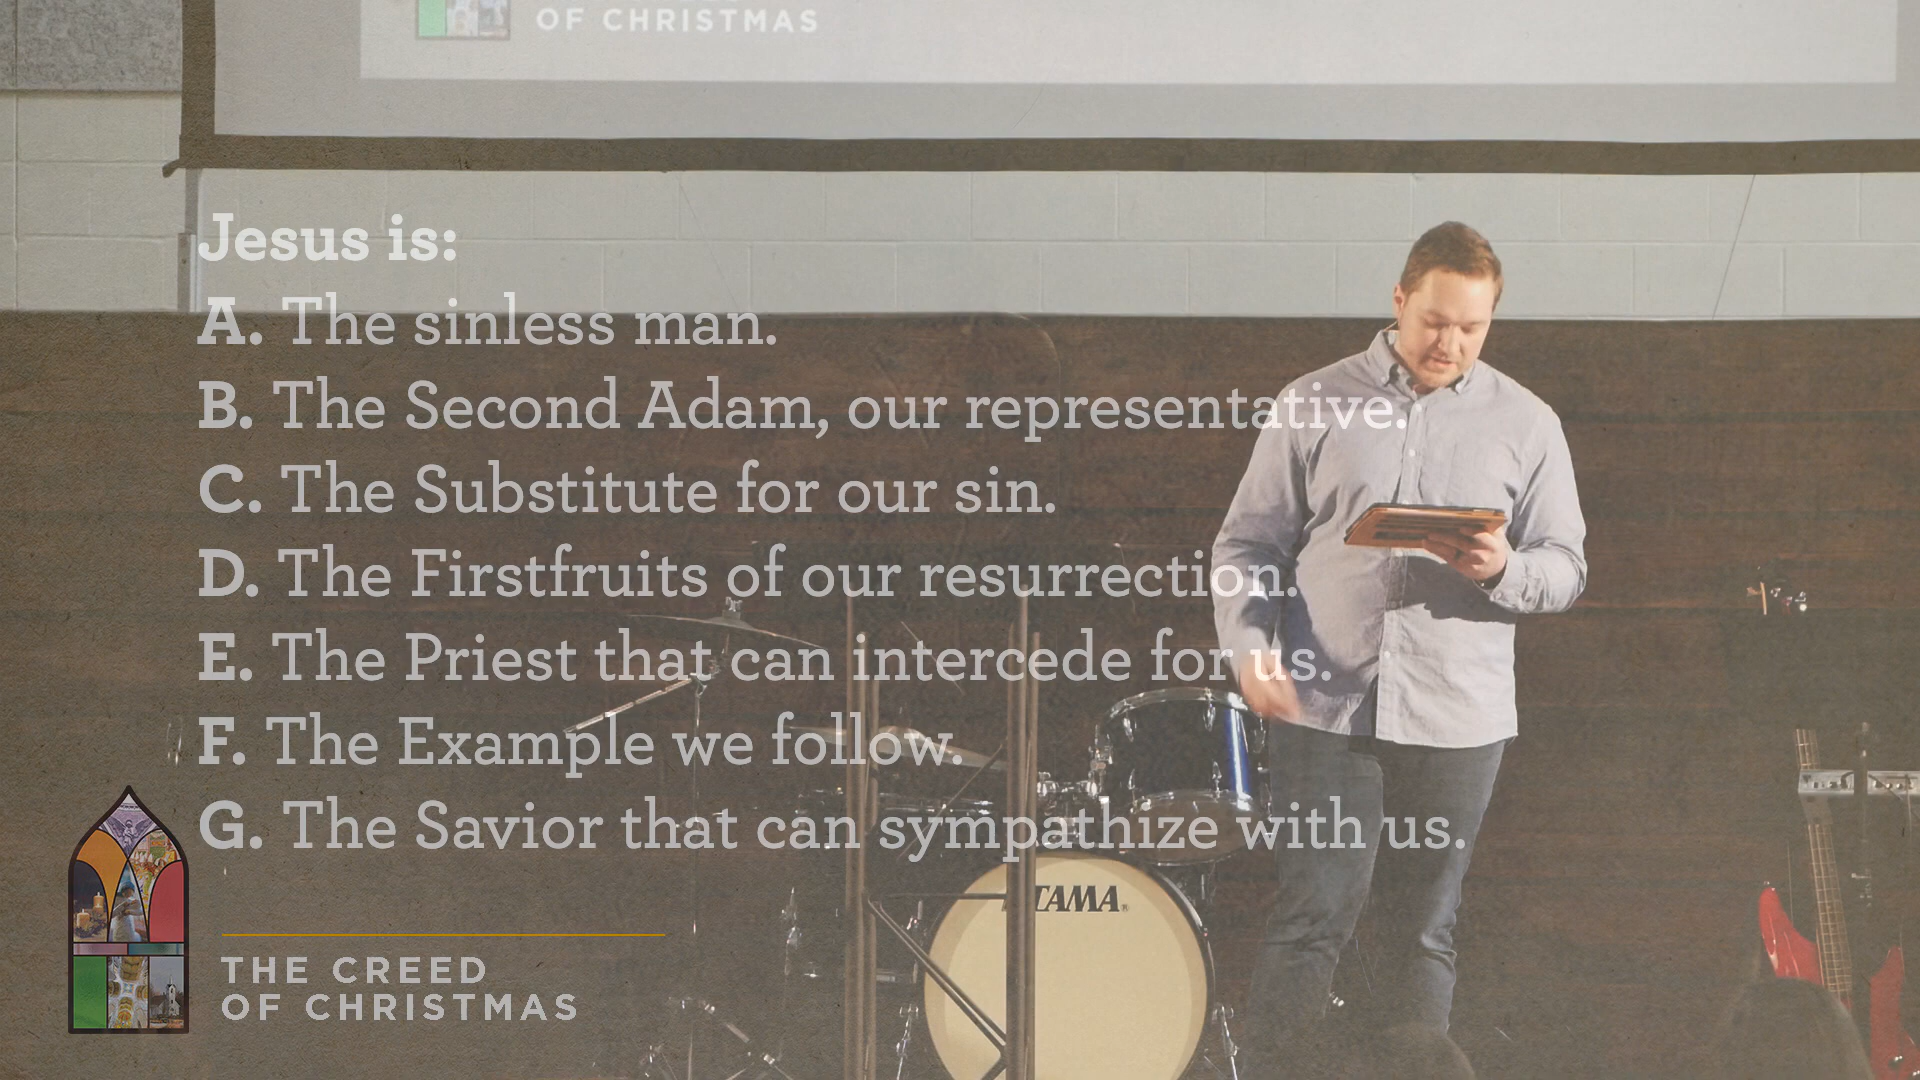 OF CHRISTMAS
Jesus is:
A. The sinless man.
B. The Second Adam, our representative.
C. The Substitute for our sin.
D. The Firstfruits of our resurrection.
E. The Priest that can intercede for us.
F. The Example we follow.
G. The Savior that can sympathize with us.
TAMA®
THE CREED
OF CHRISTMAS